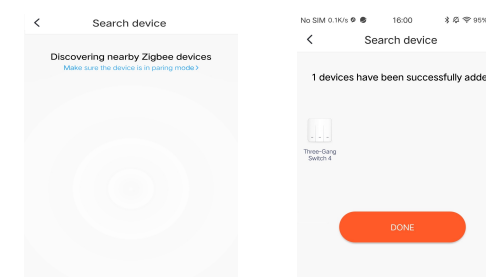 Search device
Discovering nearby Zigbee devices
Make sure the device is in paring mode >
No SIM 0.1K/s 16:00 95%
Search device
1 devices have been successfully adde
Three-Gang
Switch 4
DONE